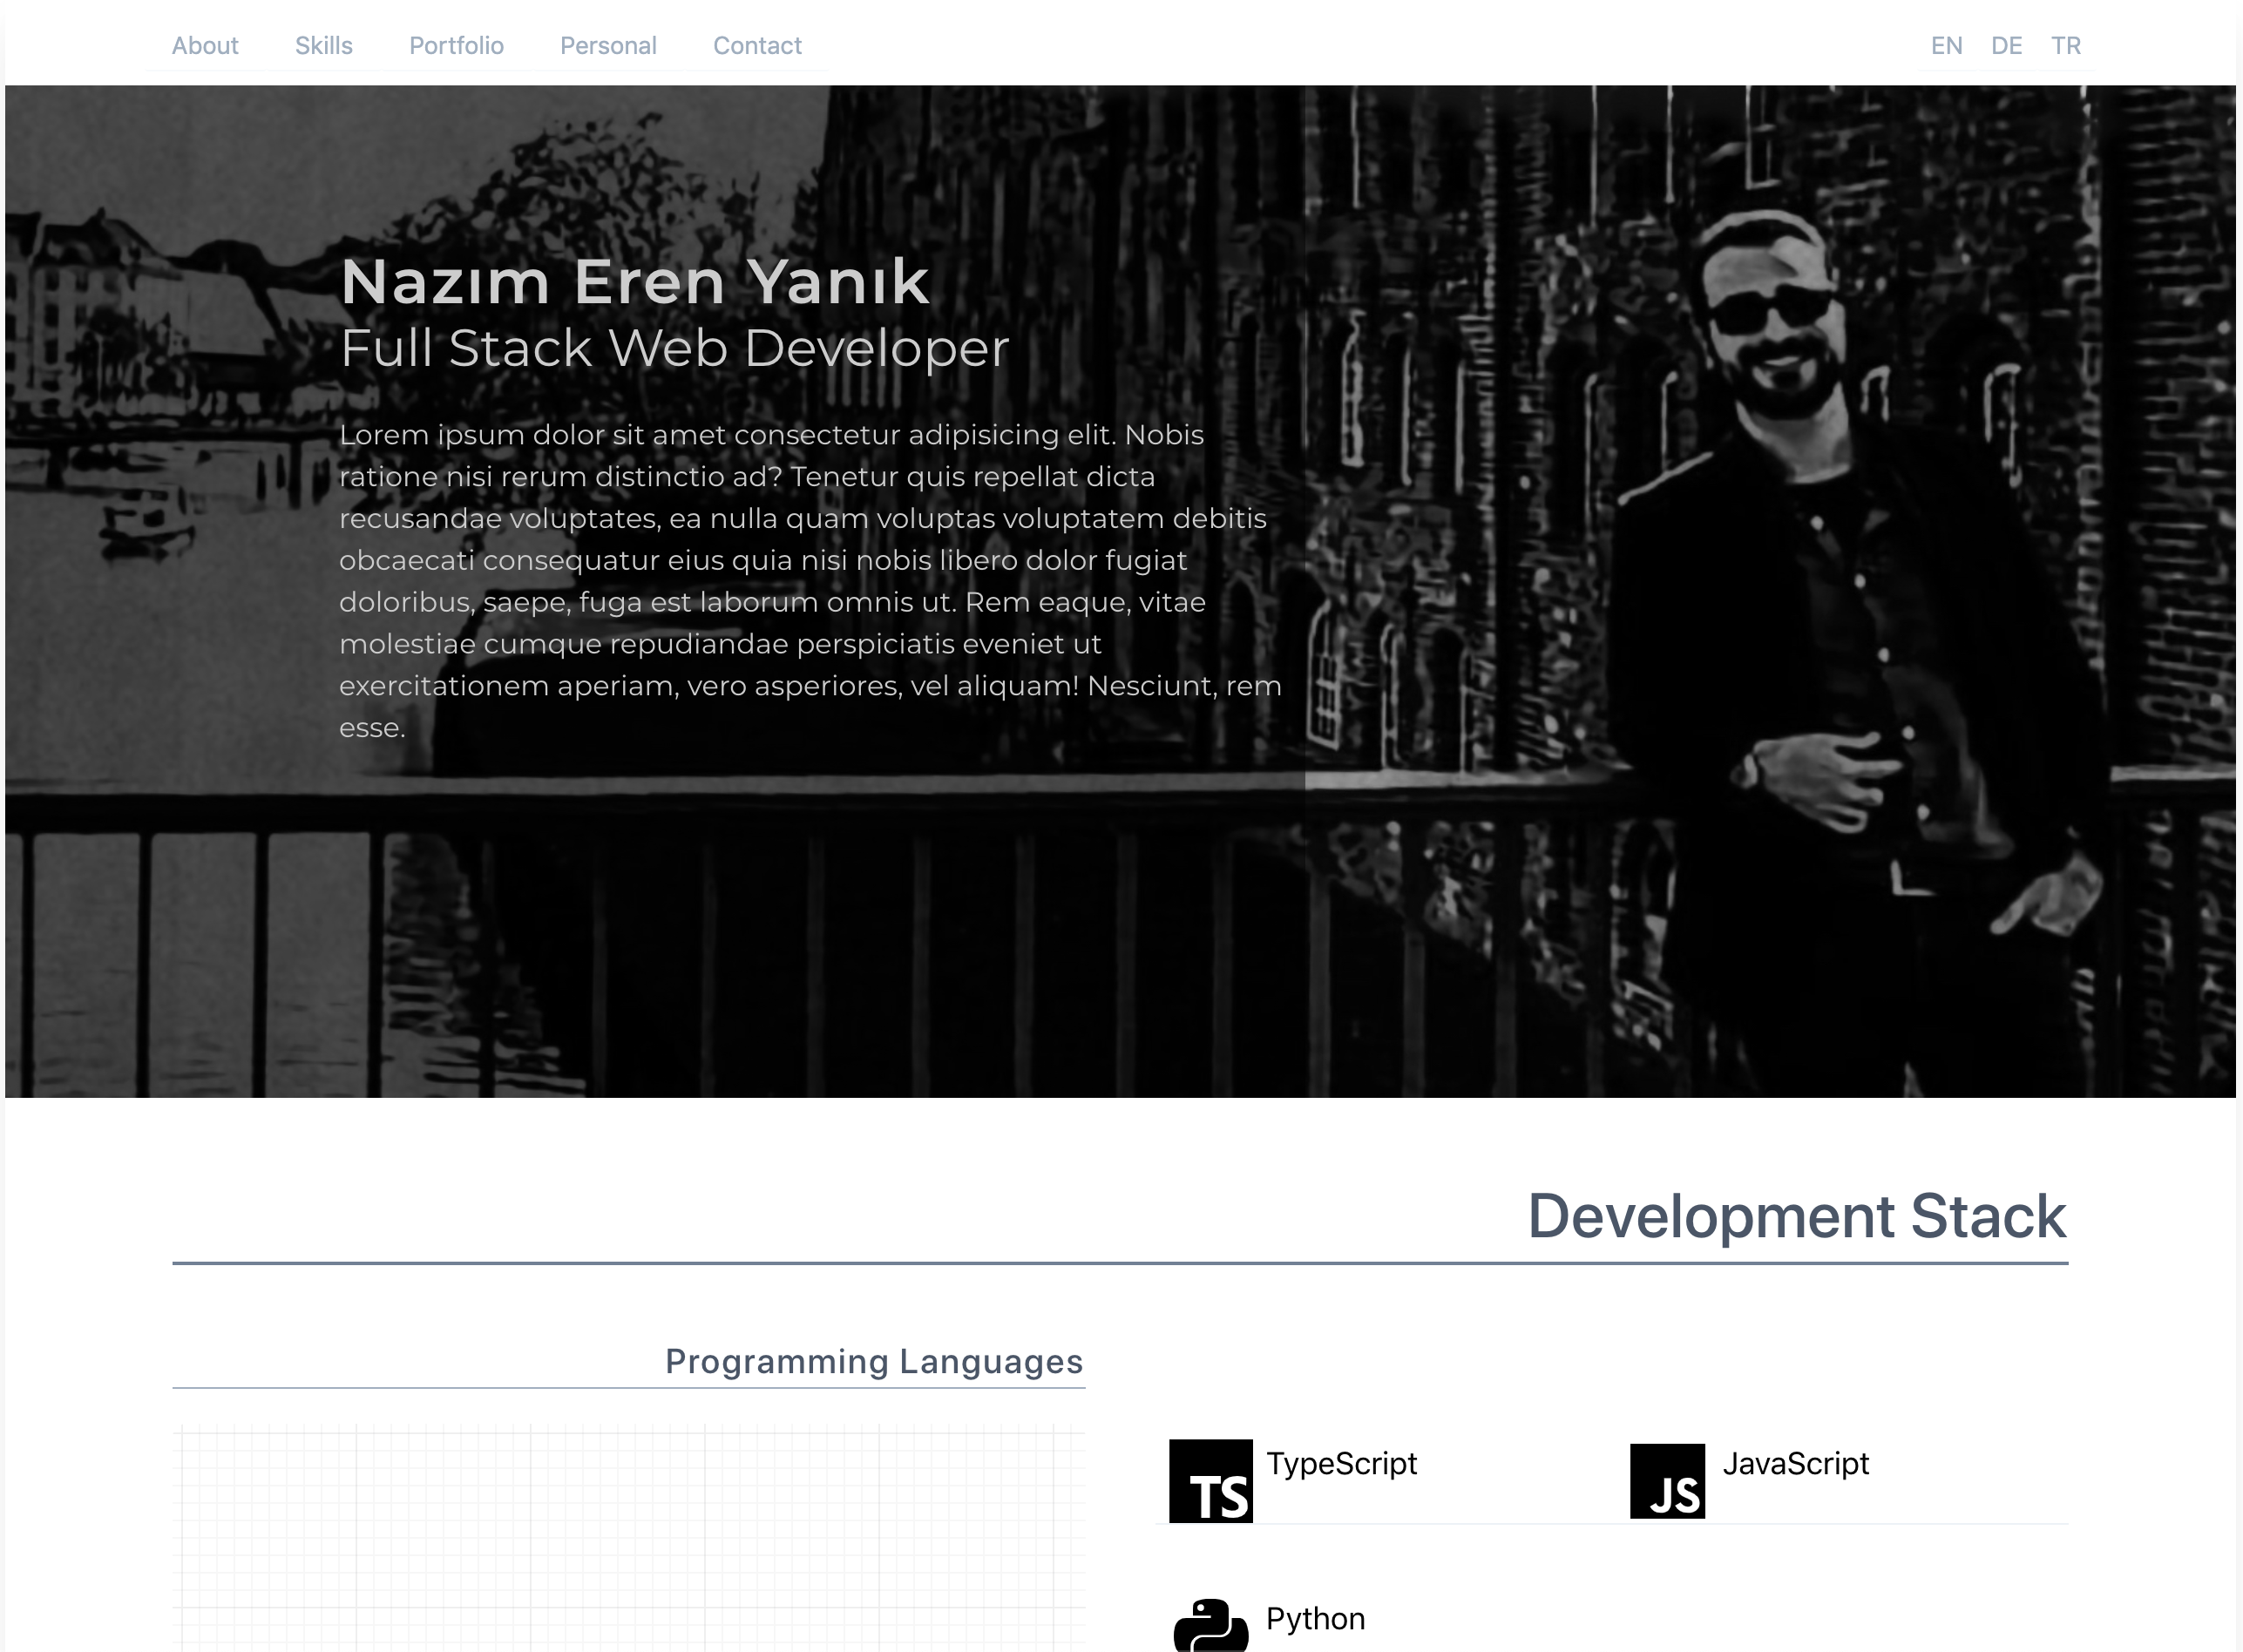 About Skills Portfolio Personal Contact EN DE TR
Nazım Eren Yanık
Full Stack Web Developer
Lorem ipsum dolor sit amet consectetur adipisicing elit. Nobis
ratione nisi rerum distinctio ad? Tenetur quis repellat dicta
recusandae voluptates, ea nulla quam voluptas voluptatem debitis
obcaecati consequatur eius quia nisi nobis libero dolor fugiat
doloribus, saepe, fuga est laborum omnis ut. Rem eaque, vitae
molestiae cumque repudiandae perspiciatis eveniet ut
exercitationem aperiam, vero asperiores, vel aliquam! Nesciunt, rem
esse.
Development Stack
Programming Languages
TS TypeScript JS JavaScript
Python